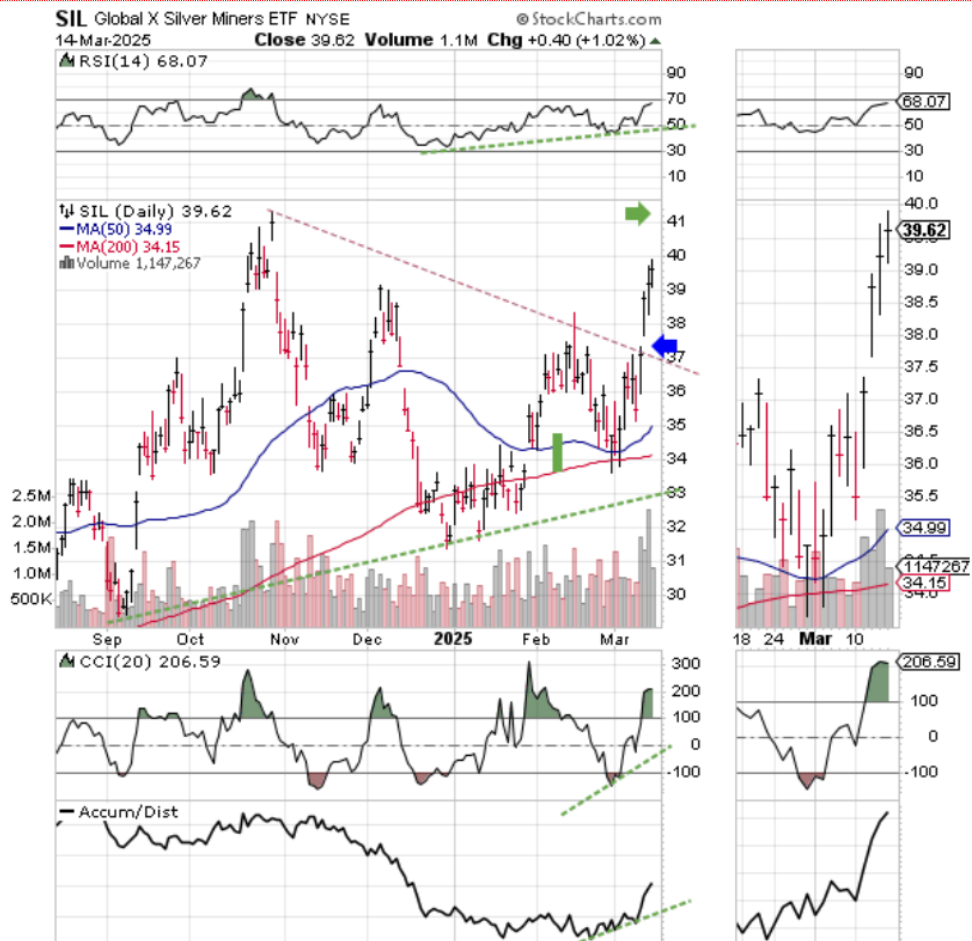 SIL Global X Silver Miners ETF NYSE © StockCharts.com
14-Mar-2025 Close 39.62 Volume 1.1M Chg +0.40 (+1.02%)
RSI(14) 68.07
90
70
50
30
10
90
68.07
50
30
10
SIL (Daily) 39.62
MA(50) 34.99
MA(200) 34.15
Volume 1,147,267
41
40
39
38
37
36
35
34
33
32
31
30
2.5M
2.0M
1.5M
1.0M
500K
Sep Oct Nov Dec 2025 Feb Mar
40.0
39.62
39.0
38.5
38.0
37.5
37.0
36.5
36.0
35.5
34.99
1147267
34.15
34.0
18 24 Mar 10
CCI(20) 206.59
300
200
100
0
-100
206.59
100
0
-100
Accum/Dist